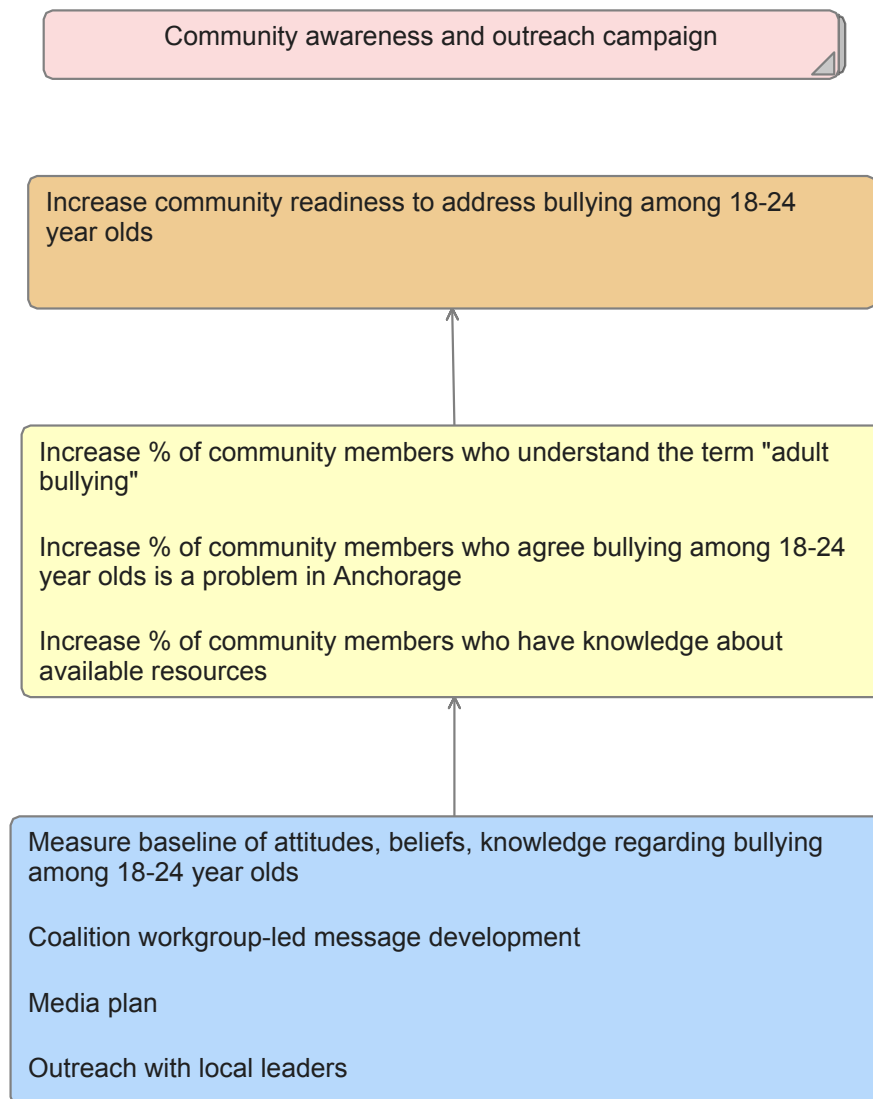 Community awareness and outreach campaign
Increase community readiness to address bullying among 18-24
year olds
Increase % of community members who understand the term "adult
bullying"
Increase % of community members who agree bullying among 18-24
year olds is a problem in Anchorage
Increase % of community members who have knowledge about
available resources
Measure baseline of attitudes, beliefs, knowledge regarding bullying
among 18-24 year olds
Coalition workgroup-led message development
Media plan
Outreach with local leaders